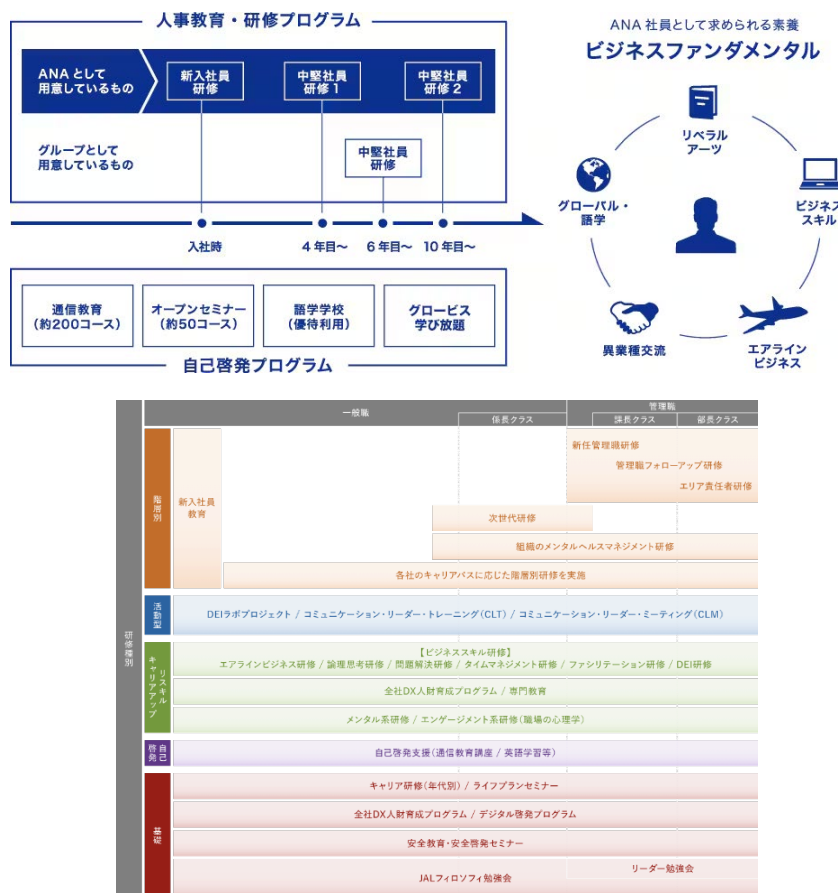 人事教育・研修プログラム
ANAとして
用意しているもの
新入社員
研修
中堅社員
研修1
中堅社員
研修2
グループとして
用意しているもの
中堅社員
研修
入社時
4年目〜
6年目〜
10年目〜
通信教育
(約200コース)
オープンセミナー
(約50コース)
語学学校
(優待利用)
グロービス
学び放題
自己啓発プログラム
ANA社員として求められる素養
ビジネスファンダメンタル
リベラル
アーツ
グローバル・
語学
ビジネス
スキル
異業種交流
エアライン
ビジネス
一般職
管理職
係長クラス
課長クラス
部長クラス
研修種別
階層別
新入社員
教育
新任管理職研修
管理職フォローアップ研修
エリア責任者研修
次世代研修
組織のメンタルヘルスマネジメント研修
各社のキャリアパスに応じた階層別研修を実施
活動型
DEIラボプロジェクト / コミュニケーション・リーダー・トレーニング(CLT) / コミュニケーション・リーダー・ミーティング(CLM)
リスキル
キャリアアップ
【ビジネススキル研修】
エアラインビジネス研修 / 論理思考研修 / 問題解決研修 / タイムマネジメント研修 / ファシリテーション研修 / DEI研修
全社DX人財育成プログラム / 専門教育
メンタル系研修 / エンゲージメント系研修(職場の心理学)
自己
啓発
自己啓発支援(通信教育講座 / 英語学習等)
基礎
キャリア研修(年代別) / ライフプランセミナー
全社DX人財育成プログラム / デジタル啓発プログラム
安全教育・安全啓発セミナー
JALフィロソフィ勉強会
リーダー勉強会